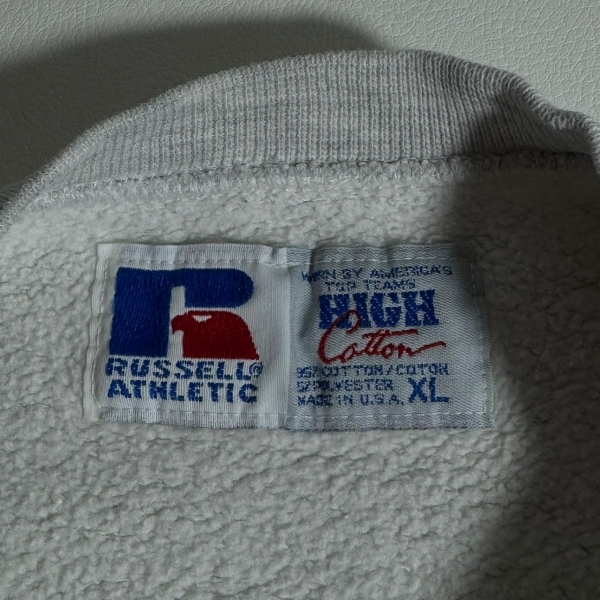 RUSSELL®
ATHLETIC
WORN BY AMERICA'S
TOP TEAMS
HIGH
Cotton
95% COTTON/COTON
5% POLYESTER
MADE IN U.S.A. XL